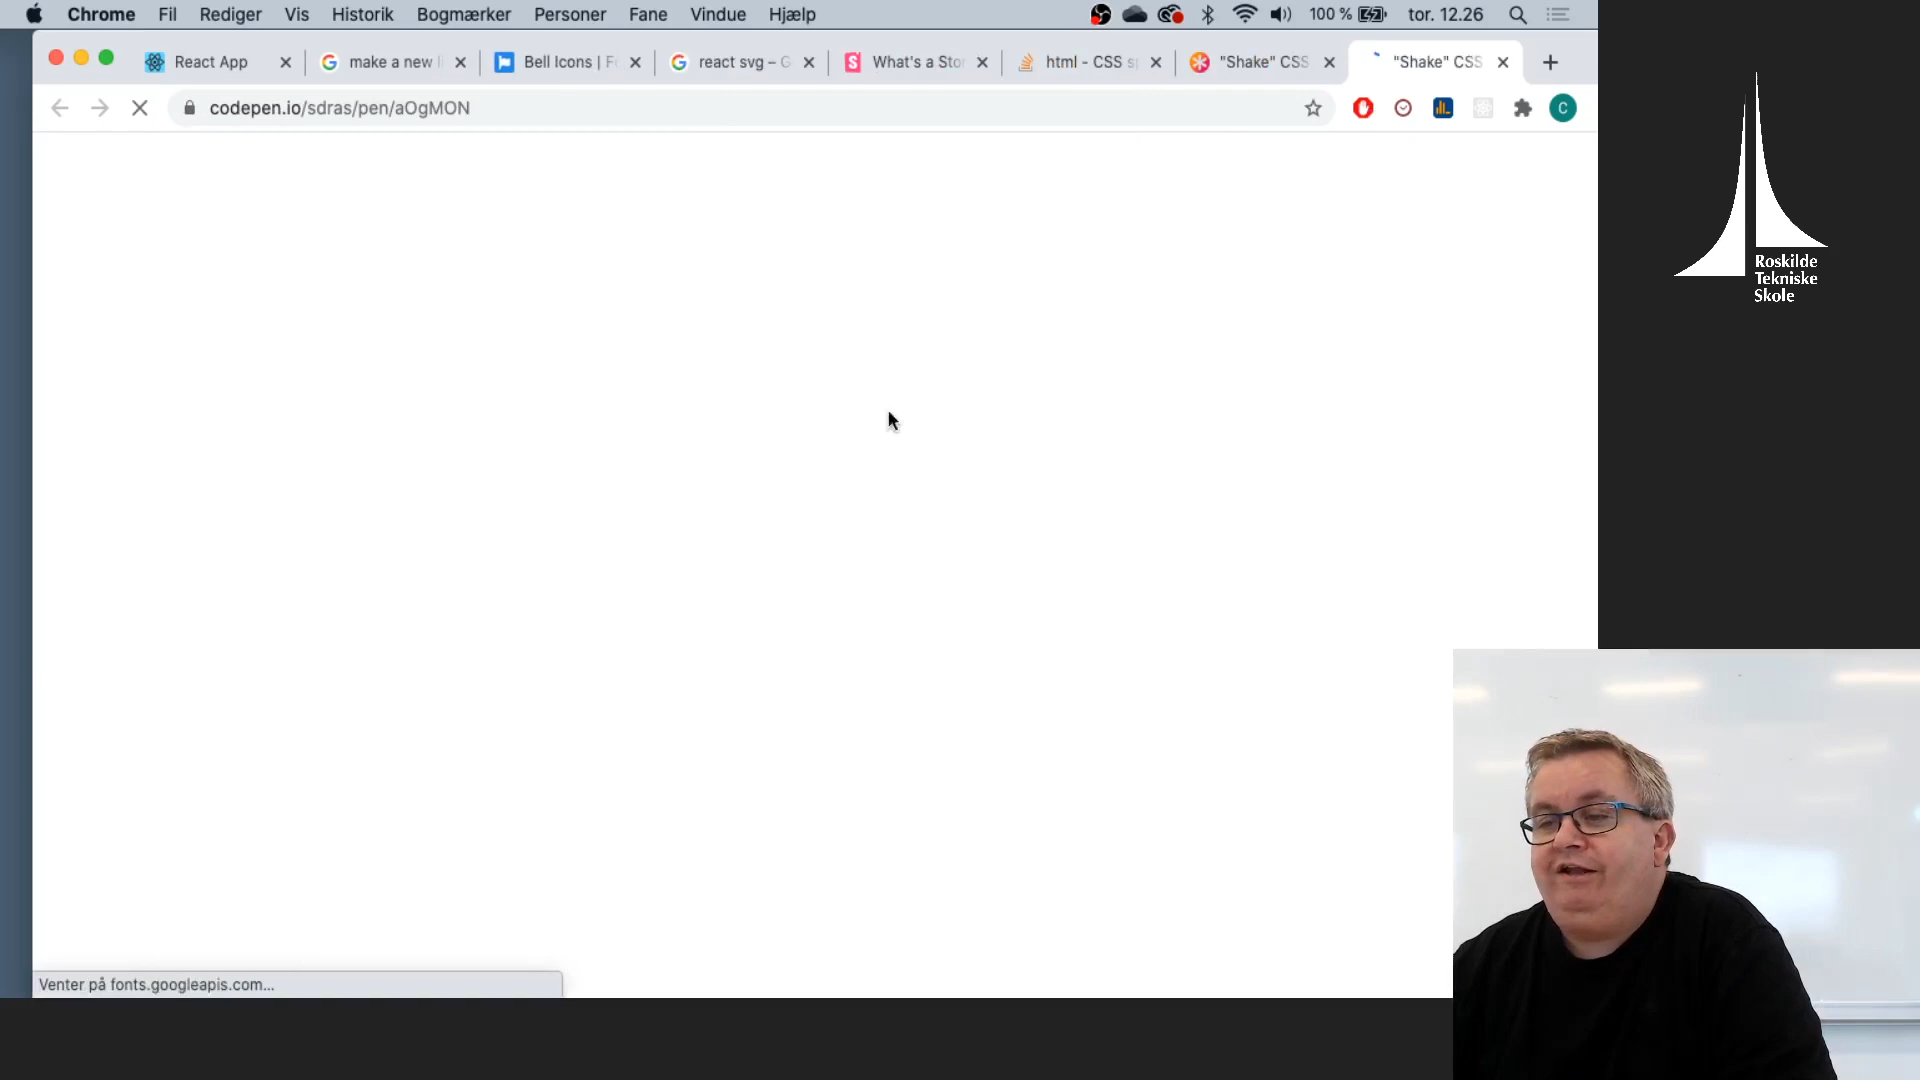 Chrome Fil Rediger Vis Historik Bogmærker Personer Fane Vindue Hjælp 100 % tor. 12.26
React App make a new Bell Icons | F react svg – G What's a Sto html - CSS s "Shake" CSS "Shake" CSS
codepen.io/sdras/pen/aOgMON
C
Roskilde
Tekniske
Skole
Venter på fonts.googleapis.com...